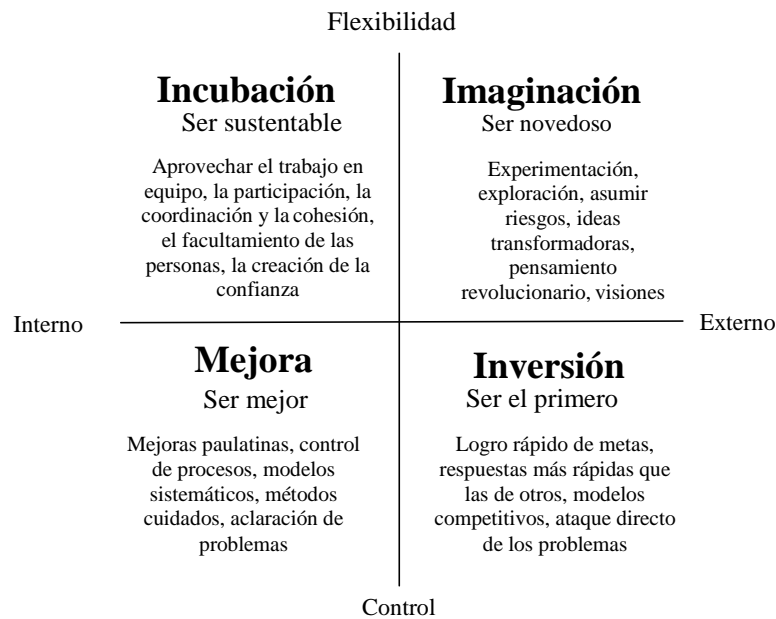 Flexibilidad
Incubación
Ser sustentable
Aprovechar el trabajo en
equipo, la participación, la
coordinación y la cohesión,
el facultamiento de las
personas, la creación de la
confianza
Imaginación
Ser novedoso
Experimentación,
exploración, asumir
riesgos, ideas
transformadoras,
pensamiento
revolucionario, visiones
Interno
Externo
Mejora
Ser mejor
Mejoras paulatinas, control
de procesos, modelos
sistemáticos, métodos
cuidados, aclaración de
problemas
Inversión
Ser el primero
Logro rápido de metas,
respuestas más rápidas que
las de otros, modelos
competitivos, ataque directo
de los problemas
Control